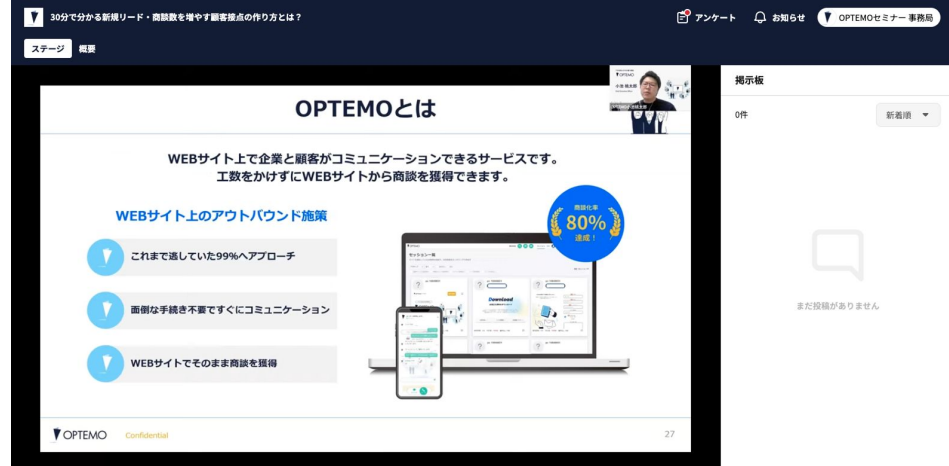 30分で分かる新規リード・商談数を増やす顧客接点の作り方とは？
アンケート
お知らせ
OPTEMOセミナー 事務局
ステージ
概要
OPTEMOとは
WEBサイト上で企業と顧客がコミュニケーションできるサービスです。
工数をかけずにWEBサイトから商談を獲得できます。
WEBサイト上のアウトバウンド施策
これまで逃していた99%へアプローチ
面倒な手続き不要ですぐにコミュニケーション
WEBサイトでそのまま商談を獲得
商談化率
80%
達成！
セッション一覧
Download
OPTEMO
Confidential
27
掲示板
0件
新着順
まだ投稿がありません